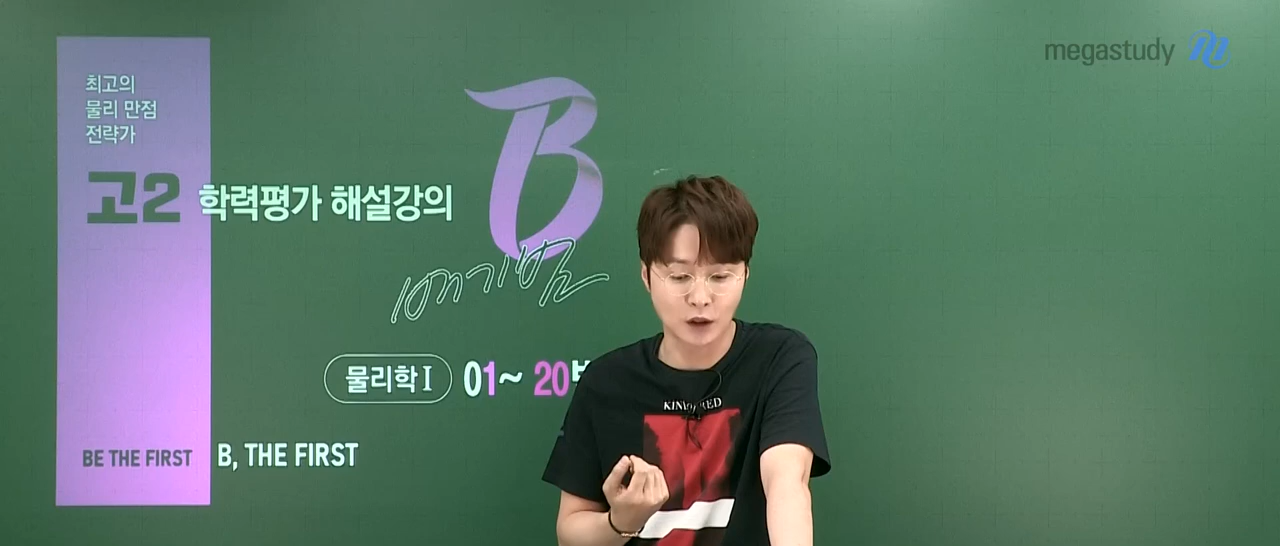 megastudy
최고의
물리 만점
전략가
고2 학력평가 해설강의
B
물리학 I 01~ 20
BE THE FIRST B, THE FIRST